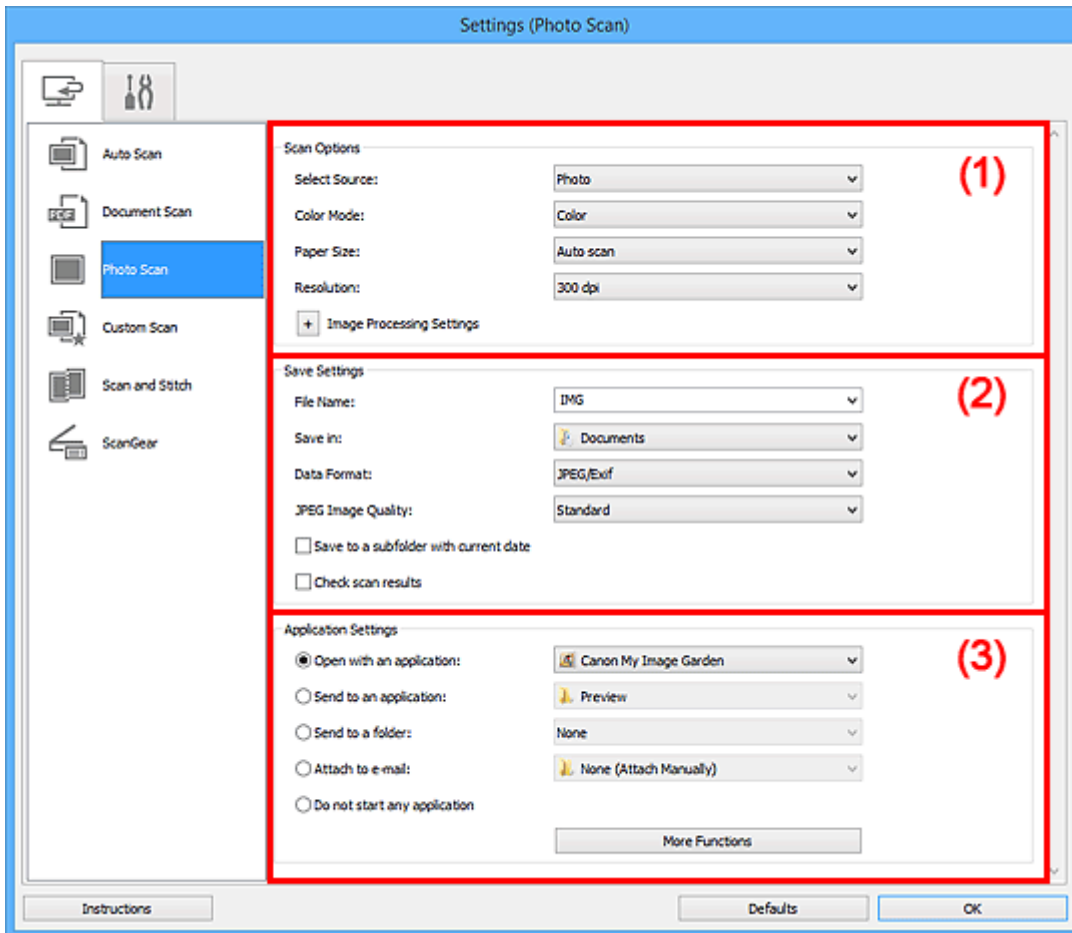 Settings (Photo Scan)
Auto Scan
Document Scan
Photo Scan
Custom Scan
Scan and Stitch
ScanGear
(1)
Scan Options
Select Source: Photo
Color Mode: Color
Paper Size: Auto scan
Resolution: 300 dpi
+ Image Processing Settings
(2)
Save Settings
File Name: IMG
Save in: Documents
Data Format: JPEG/Exif
JPEG Image Quality: Standard
Save to a subfolder with current date
Check scan results
(3)
Application Settings
Open with an application: Canon My Image Garden
Send to an application: Preview
Send to a folder: None
Attach to e-mail: None (Attach Manually)
Do not start any application
More Functions
Instructions Defaults OK